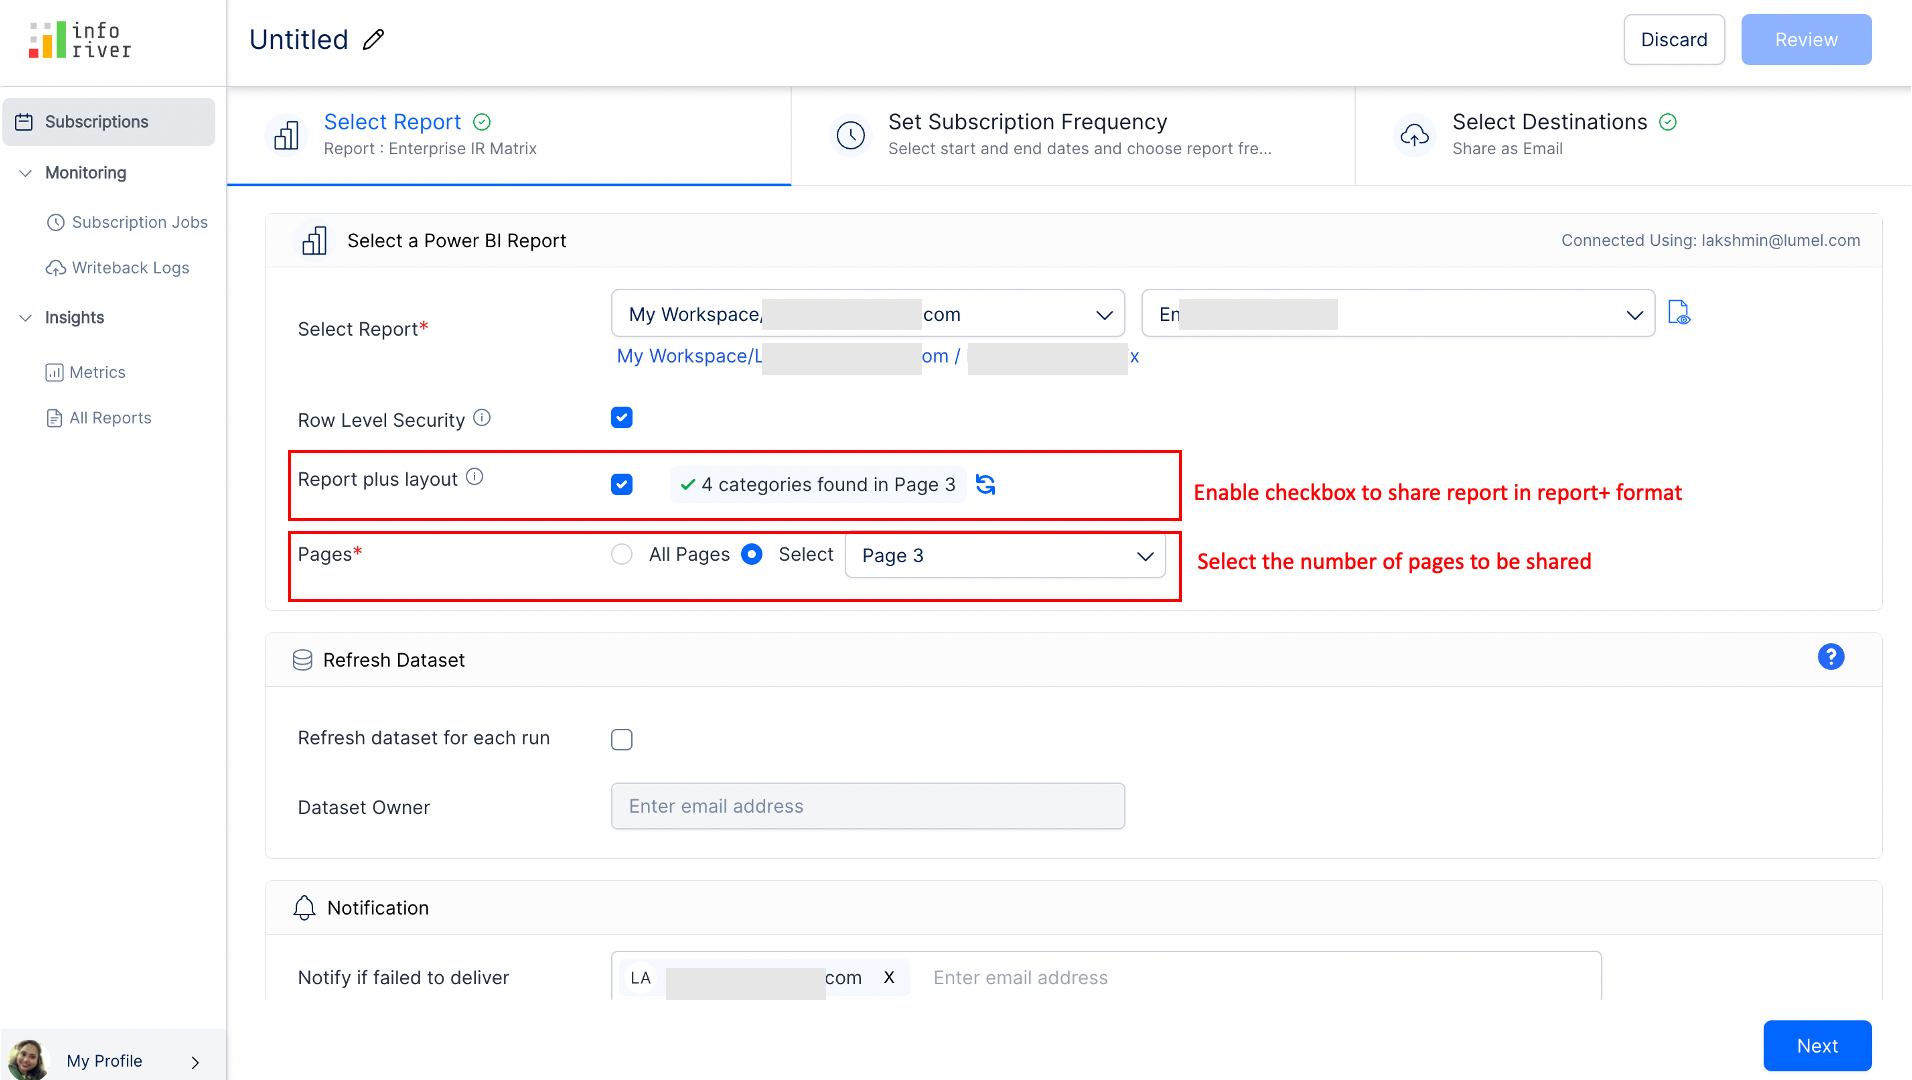 info
river
Untitled
Discard
Review
Subscriptions
Monitoring
Subscription Jobs
Writeback Logs
Insights
Metrics
All Reports
My Profile
Select Report
Report : Enterprise IR Matrix
Set Subscription Frequency
Select start and end dates and choose report fre...
Select Destinations
Share as Email
Select a Power BI Report
Connected Using: lakshmin@lumel.com
Select Report*
My Workspace/ com
En
My Workspace/L om / x
Row Level Security
Report plus layout
4 categories found in Page 3
Enable checkbox to share report in report+ format
Pages*
All Pages
Select
Page 3
Select the number of pages to be shared
Refresh Dataset
?
Refresh dataset for each run
Dataset Owner
Enter email address
Notification
Notify if failed to deliver
LA com X
Enter email address
Next